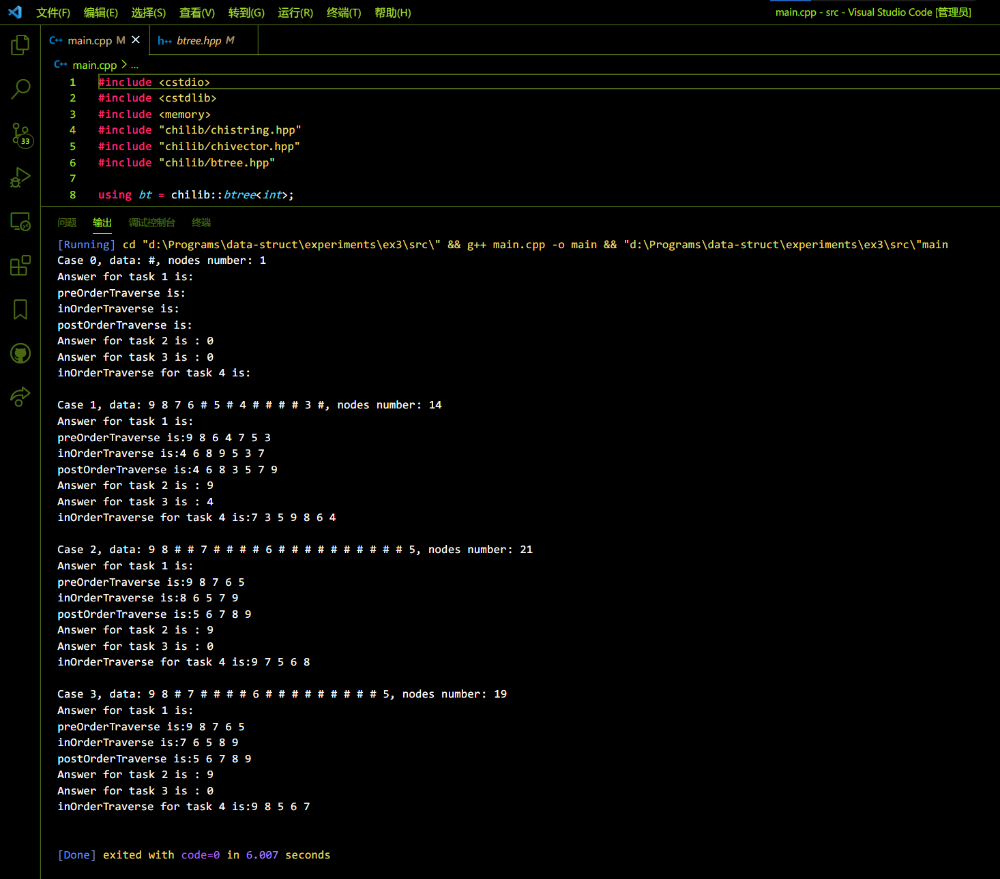 文件(F) 编辑(E) 选择(S) 查看(V) 转到(G) 运行(R) 终端(T) 帮助(H) main.cpp - src - Visual Studio Code [管理员]
C++ main.cpp M × h++ btree.hpp M
C++ main.cpp > ...
1 #include <cstdio>
2 #include <cstdlib>
3 #include <memory>
4 #include "chilib/chistring.hpp"
5 #include "chilib/chivector.hpp"
6 #include "chilib/btree.hpp"
7
8 using bt = chilib::btree<int>;
33
问题 输出 调试控制台 终端
[Running] cd "d:\Programs\data-struct\experiments\ex3\src\" && g++ main.cpp -o main && "d:\Programs\data-struct\experiments\ex3\src\"main
Case 0, data: #, nodes number: 1
Answer for task 1 is:
preOrderTraverse is:
inOrderTraverse is:
postOrderTraverse is:
Answer for task 2 is : 0
Answer for task 3 is : 0
inOrderTraverse for task 4 is:
Case 1, data: 9 8 7 6 # 5 # 4 # # # # 3 #, nodes number: 14
Answer for task 1 is:
preOrderTraverse is:9 8 6 4 7 5 3
inOrderTraverse is:4 6 8 9 5 3 7
postOrderTraverse is:4 6 8 3 5 7 9
Answer for task 2 is : 9
Answer for task 3 is : 4
inOrderTraverse for task 4 is:7 3 5 9 8 6 4
Case 2, data: 9 8 # # 7 # # # # 6 # # # # # # # # # # 5, nodes number: 21
Answer for task 1 is:
preOrderTraverse is:9 8 7 6 5
inOrderTraverse is:8 6 5 7 9
postOrderTraverse is:5 6 7 8 9
Answer for task 2 is : 9
Answer for task 3 is : 0
inOrderTraverse for task 4 is:9 7 5 6 8
Case 3, data: 9 8 # 7 # # # # 6 # # # # # # # # # 5, nodes number: 19
Answer for task 1 is:
preOrderTraverse is:9 8 7 6 5
inOrderTraverse is:7 6 5 8 9
postOrderTraverse is:5 6 7 8 9
Answer for task 2 is : 9
Answer for task 3 is : 0
inOrderTraverse for task 4 is:9 8 5 6 7
[Done] exited with code=0 in 6.007 seconds